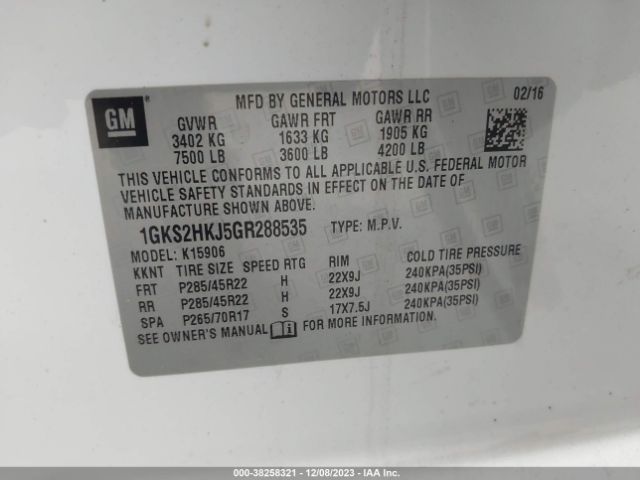 GM ®
MFD BY GENERAL MOTORS LLC 02/16
GVWR GAWR FRT GAWR RR
3402 KG 1633 KG 1905 KG
7500 LB 3600 LB 4200 LB
THIS VEHICLE CONFORMS TO ALL APPLICABLE U.S. FEDERAL MOTOR
VEHICLE SAFETY STANDARDS IN EFFECT ON THE DATE OF
MANUFACTURE SHOWN ABOVE.
1GKS2HKJ5GR288535 TYPE: M.P.V.
MODEL: K15906
KKNT TIRE SIZE SPEED RTG RIM COLD TIRE PRESSURE
FRT P285/45R22 H 22X9J 240KPA(35PSI)
RR P285/45R22 H 22X9J 240KPA(35PSI)
SPA P265/70R17 S 17X7.5J 240KPA(35PSI)
SEE OWNER'S MANUAL FOR MORE INFORMATION.
000-38258321 - 12/08/2023 - IAA Inc.